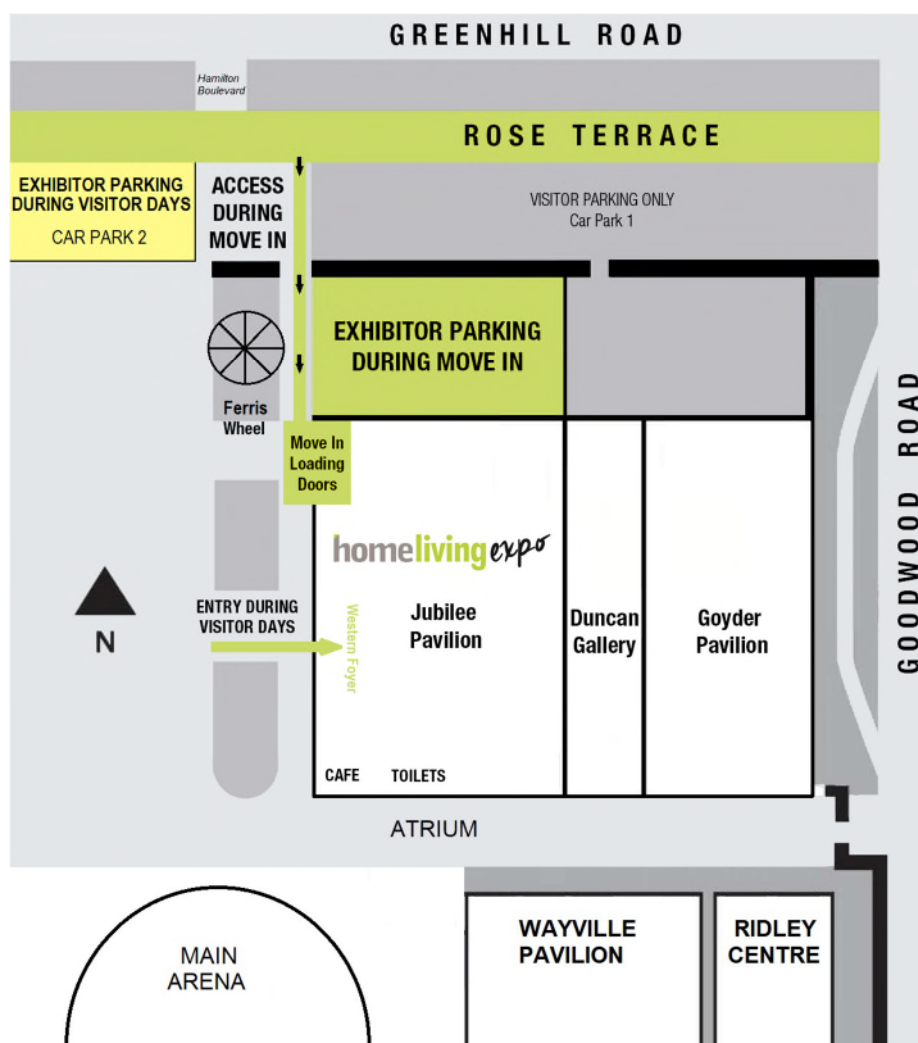 GREENHILL ROAD
Hamilton
Boulevard
ROSE TERRACE
EXHIBITOR PARKING
DURING VISITOR DAYS
CAR PARK 2
ACCESS
DURING
MOVE IN
VISITOR PARKING ONLY
Car Park 1
EXHIBITOR PARKING
DURING MOVE IN
Ferris
Wheel
Move In
Loading
Doors
GOODWOOD ROAD
homelivingexpo
N
ENTRY DURING
VISITOR DAYS
Western Foyer
Jubilee
Pavilion
Duncan
Gallery
Goyder
Pavilion
CAFE TOILETS
ATRIUM
MAIN
ARENA
WAYVILLE
PAVILION
RIDLEY
CENTRE